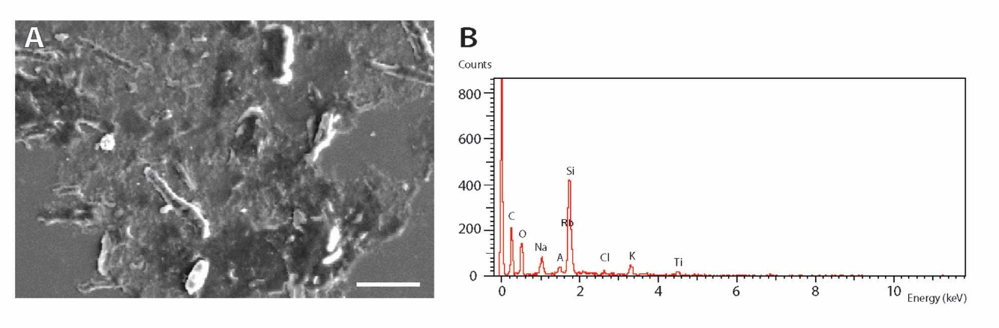 A
B
Counts
800
600
400
200
0
Si
Rb
C
O
Na
A
Cl
K
Ti
0 2 4 6 8 10
Energy (keV)